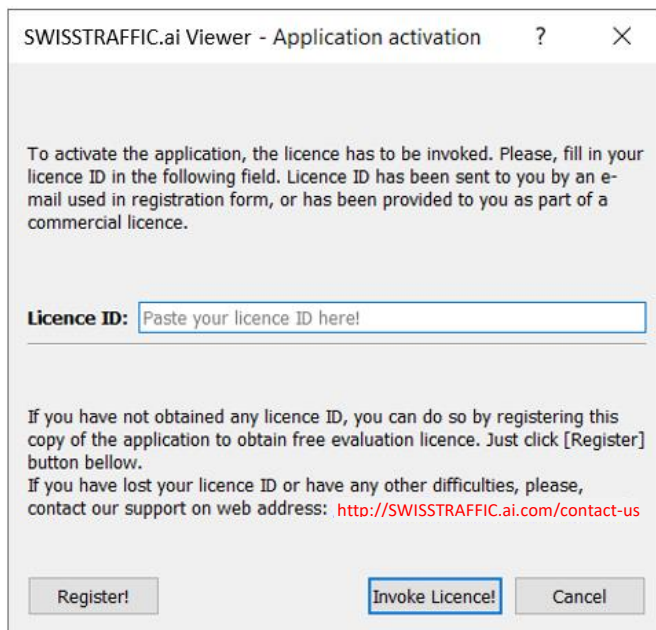 SWISSTRAFFIC.ai Viewer - Application activation ? X
To activate the application, the licence has to be invoked. Please, fill in your
licence ID in the following field. Licence ID has been sent to you by an e-
mail used in registration form, or has been provided to you as part of a
commercial licence.
Licence ID: Paste your licence ID here!
If you have not obtained any licence ID, you can do so by registering this
copy of the application to obtain free evaluation licence. Just click [Register]
button bellow.
If you have lost your licence ID or have any other difficulties, please,
contact our support on web address: http://SWISSTRAFFIC.ai.com/contact-us
Register! Invoke Licence! Cancel